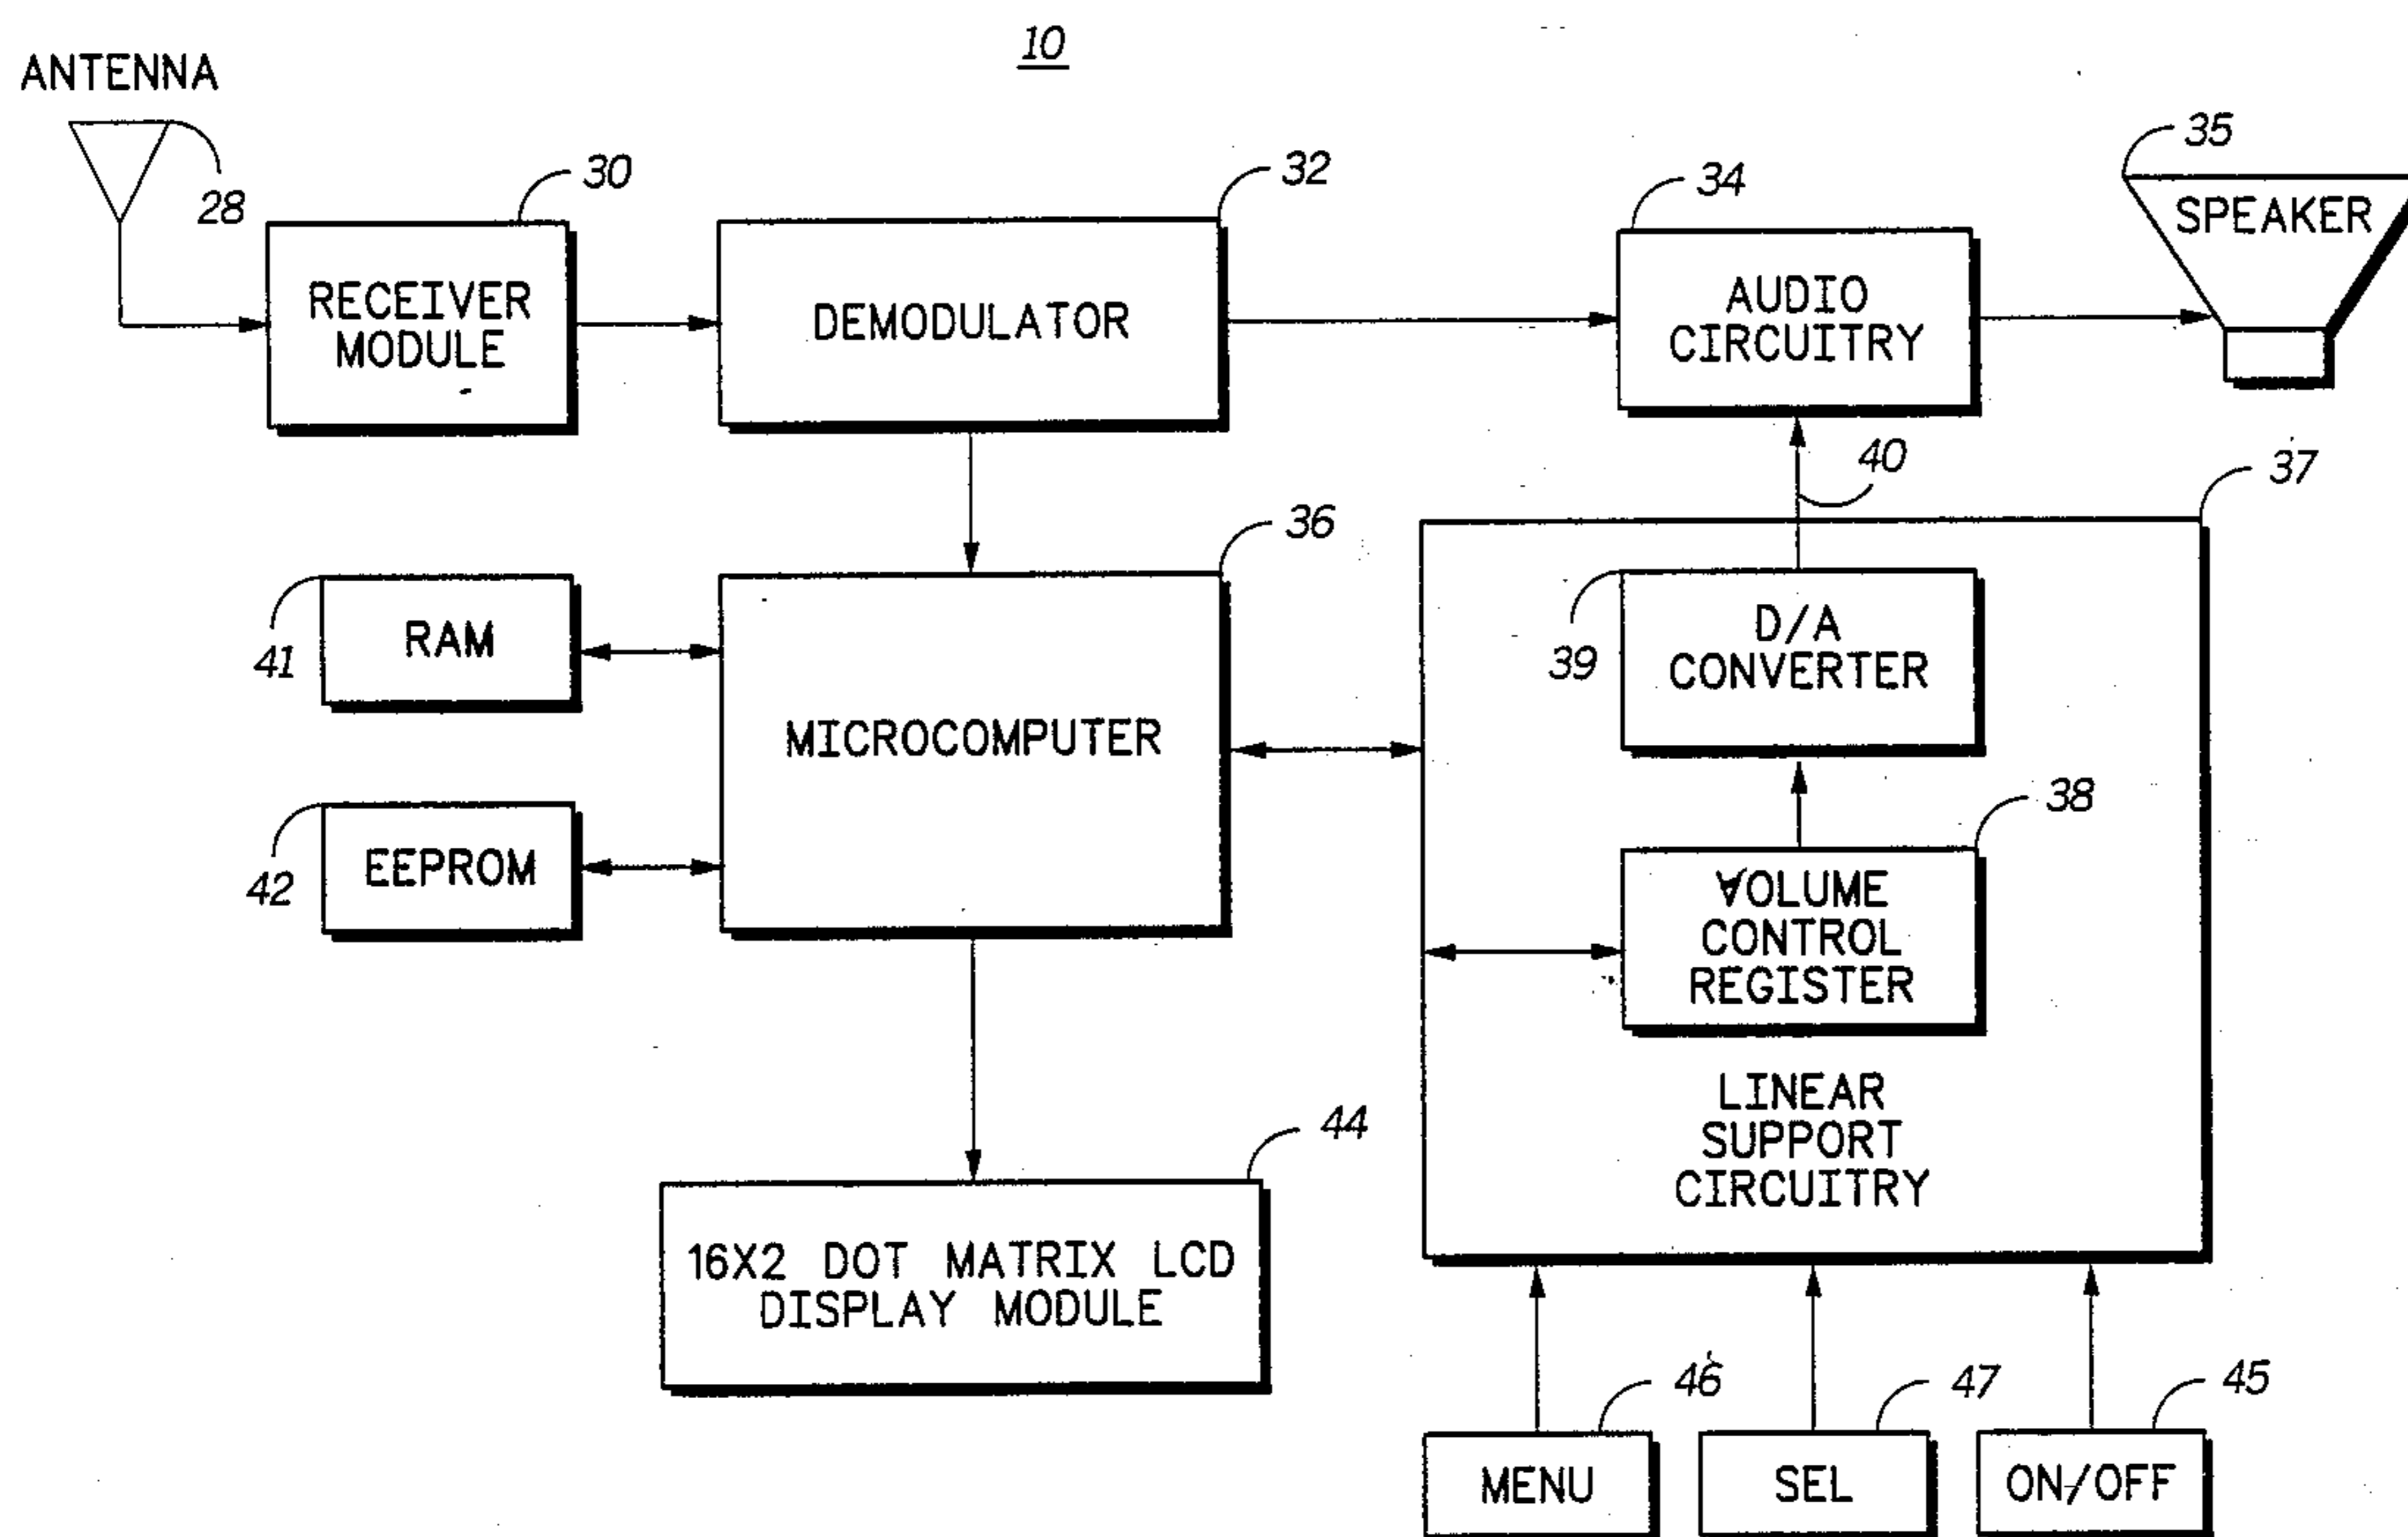 10
ANTENNA
28
30
RECEIVER
MODULE
32
DEMODULATOR
34
AUDIO
CIRCUITRY
35
SPEAKER
40
37
36
MICROCOMPUTER
41
RAM
42
EEPROM
39
D/A
CONVERTER
38
VOLUME
CONTROL
REGISTER
LINEAR
SUPPORT
CIRCUITRY
44
16X2 DOT MATRIX LCD
DISPLAY MODULE
46
MENU
47
SEL
45
ON/OFF